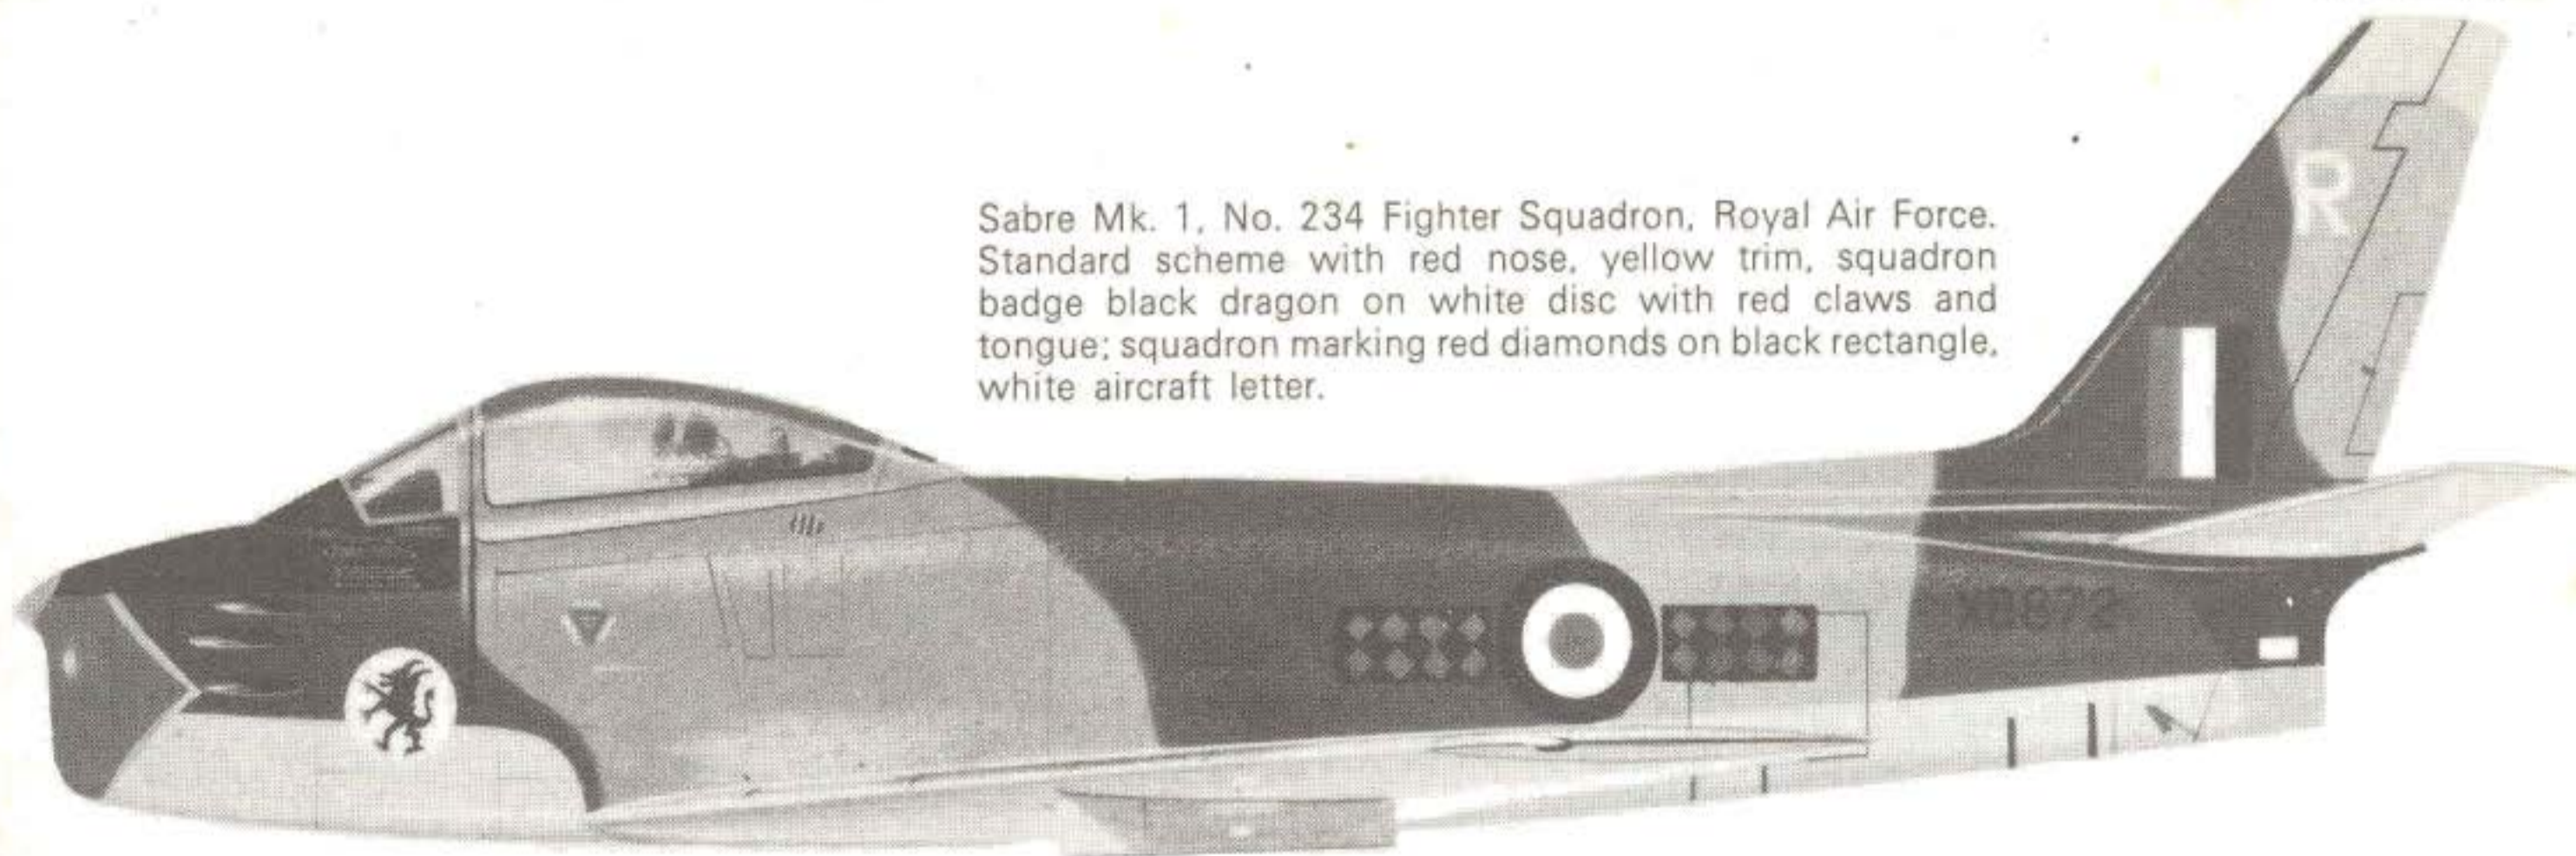 Sabre Mk. 1, No. 234 Fighter Squadron, Royal Air Force.
Standard scheme with red nose, yellow trim, squadron
badge black dragon on white disc with red claws and
tongue; squadron marking red diamonds on black rectangle,
white aircraft letter.
R